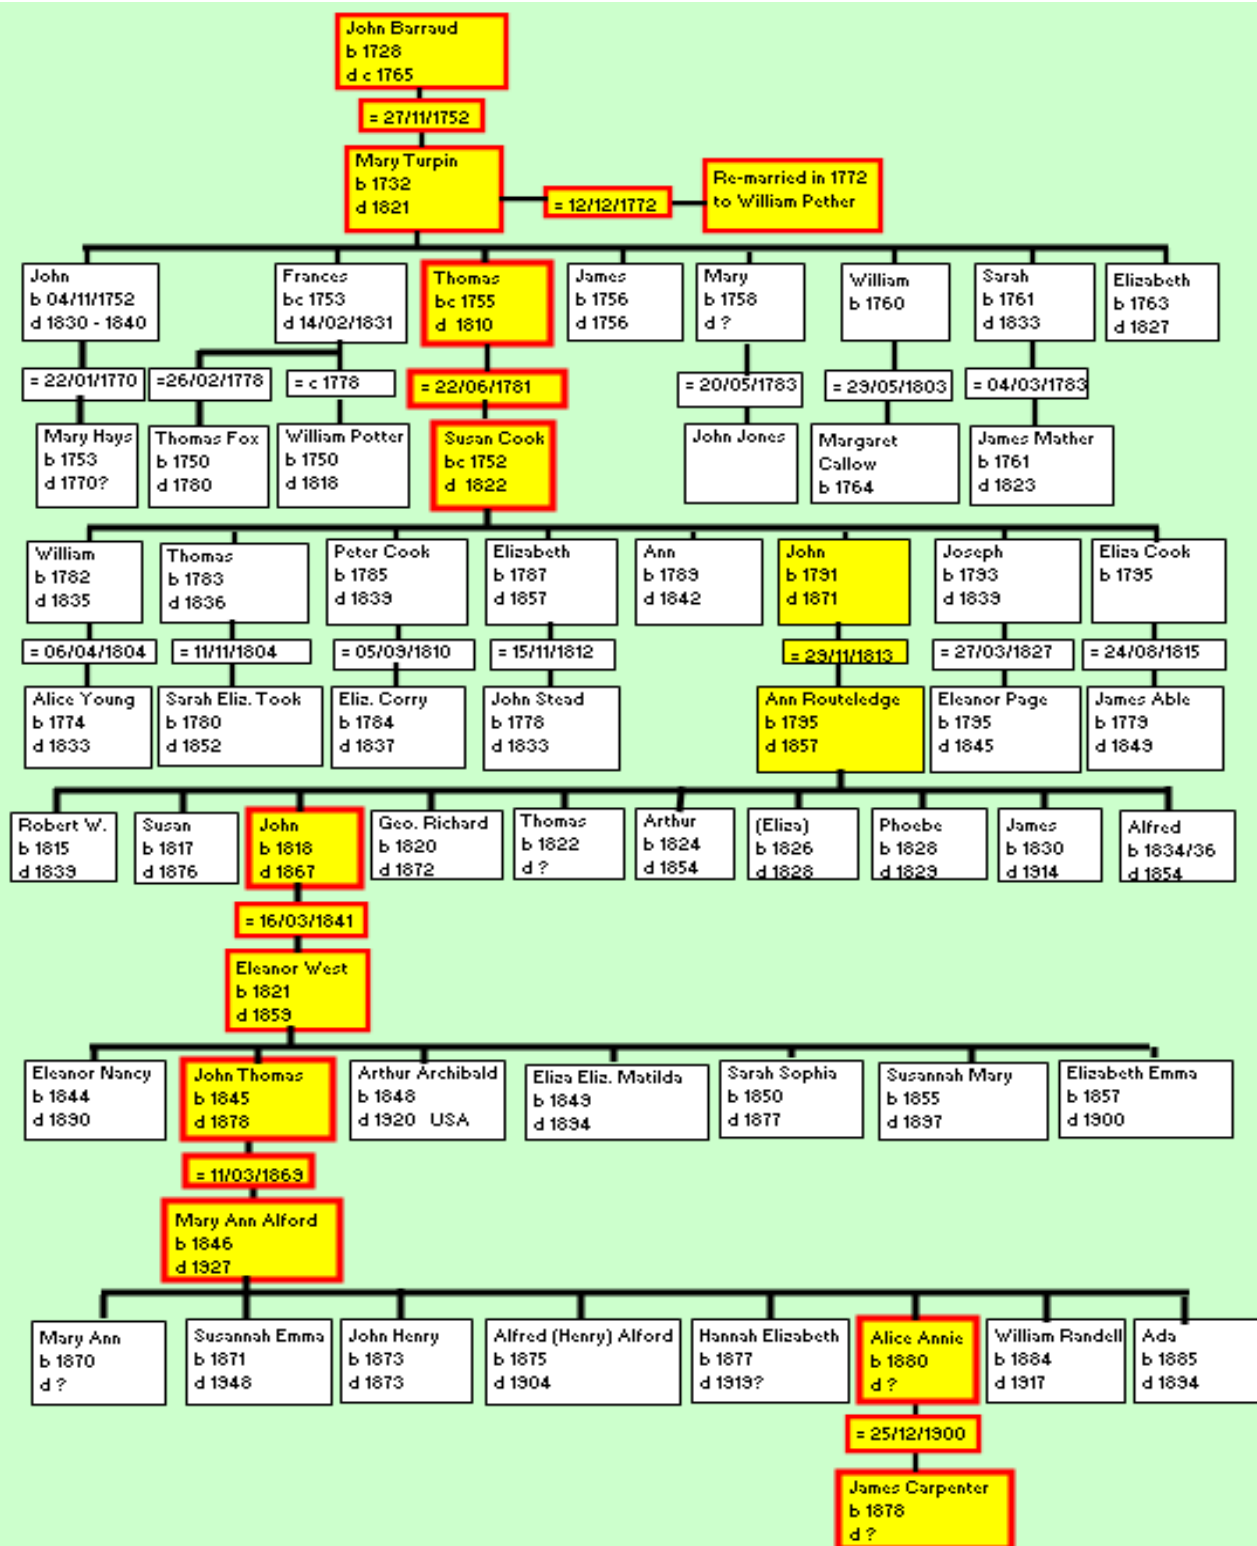 John Barraud
b 1728
d c 1765
= 27/11/1752
Mary Turpin
b 1732
d 1821
= 12/12/1772
Re-married in 1772
to William Pether
John
b 04/11/1752
d 1830 - 1840
Frances
bc 1753
d 14/02/1831
Thomas
bc 1755
d 1810
James
b 1756
d 1756
Mary
b 1758
d ?
William
b 1760
Sarah
b 1761
d 1833
Elizabeth
b 1763
d 1827
= 22/01/1770
=26/02/1778
= c 1778
= 22/06/1781
= 20/05/1783
= 29/05/1803
= 04/03/1783
Mary Hays
b 1753
d 1770?
Thomas Fox
b 1750
d 1780
William Potter
b 1750
d 1818
Susan Cook
bc 1752
d 1822
John Jones
Margaret
Callow
b 1764
James Mather
b 1761
d 1823
William
b 1782
d 1835
Thomas
b 1783
d 1836
Peter Cook
b 1785
d 1839
Elizabeth
b 1787
d 1857
Ann
b 1789
d 1842
John
b 1791
d 1871
Joseph
b 1793
d 1839
Eliza Cook
b 1795
= 06/04/1804
= 11/11/1804
= 05/09/1810
= 15/11/1812
= 29/11/1813
= 27/03/1827
= 24/08/1815
Alice Young
b 1774
d 1833
Sarah Eliz. Took
b 1780
d 1852
Eliz. Corry
b 1784
d 1837
John Stead
b 1778
d 1833
Ann Routeledge
b 1795
d 1857
Eleanor Page
b 1795
d 1845
James Able
b 1779
d 1849
Robert W.
b 1815
d 1839
Susan
b 1817
d 1876
John
b 1818
d 1867
Geo. Richard
b 1820
d 1872
Thomas
b 1822
d ?
Arthur
b 1824
d 1854
(Eliza)
b 1826
d 1828
Phoebe
b 1828
d 1829
James
b 1830
d 1914
Alfred
b 1834/36
d 1854
= 16/03/1841
Eleanor West
b 1821
d 1859
Eleanor Nancy
b 1844
d 1890
John Thomas
b 1845
d 1878
Arthur Archibald
b 1848
d 1920 USA
Eliza Eliz. Matilda
b 1849
d 1894
Sarah Sophia
b 1850
d 1877
Susannah Mary
b 1855
d 1897
Elizabeth Emma
b 1857
d 1900
= 11/03/1869
Mary Ann Alford
b 1846
d 1927
Mary Ann
b 1870
d ?
Susannah Emma
b 1871
d 1948
John Henry
b 1873
d 1873
Alfred (Henry) Alford
b 1875
d 1904
Hannah Elizabeth
b 1877
d 1919?
Alice Annie
b 1880
d ?
William Randell
b 1884
d 1917
Ada
b 1885
d 1894
= 25/12/1900
James Carpenter
b 1878
d ?